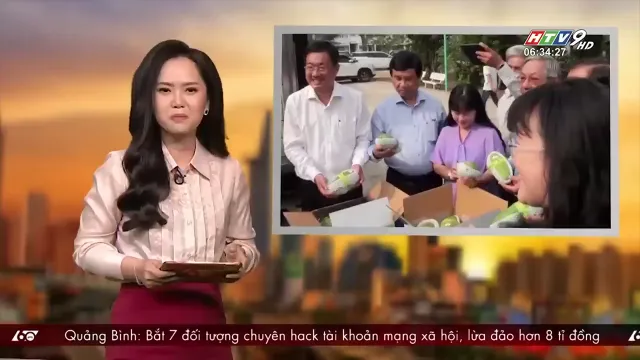 HTV9 HD
06:34:27
60
Quảng Bình: Bắt 7 đối tượng chuyên hack tài khoản mạng xã hội, lừa đảo hơn 8 tỉ đồng